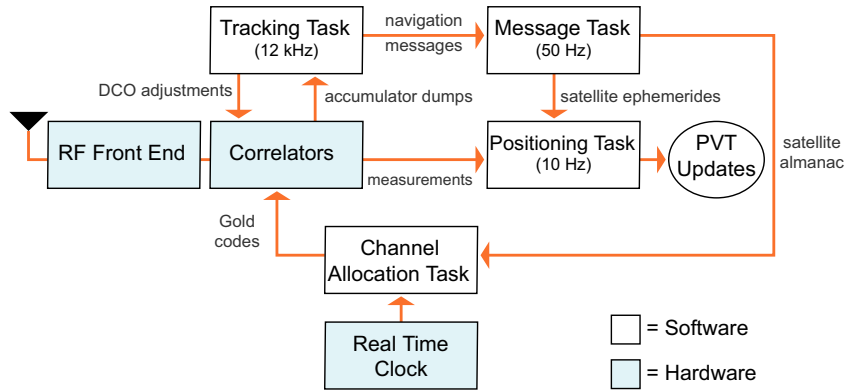 Tracking Task
(12 kHz)
navigation
messages
Message Task
(50 Hz)
DCO adjustments
accumulator dumps
satellite ephemerides
RF Front End
Correlators
measurements
Positioning Task
(10 Hz)
PVT
Updates
satellite
almanac
Gold
codes
Channel
Allocation Task
Real Time
Clock
= Software
= Hardware